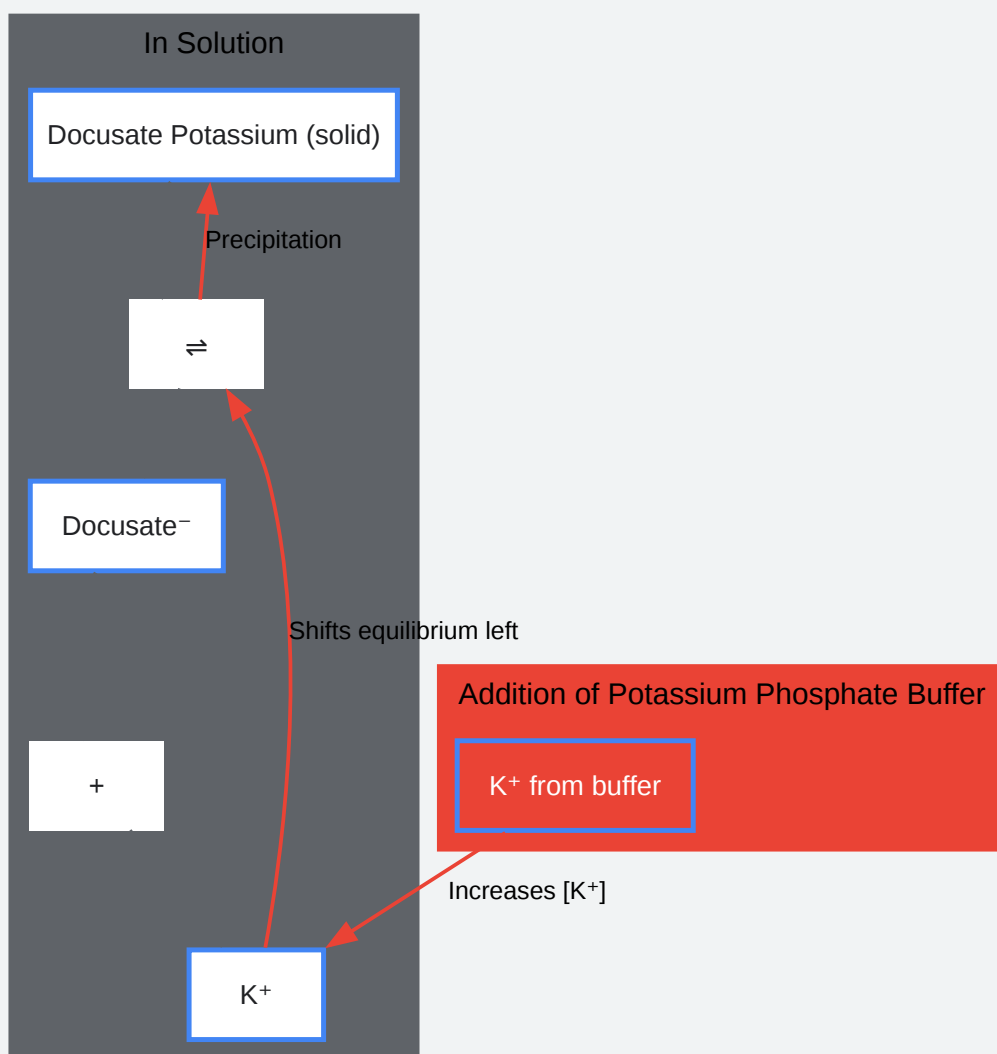 In Solution
Docusate Potassium (solid)
Precipitation
⇌
Docusate⁻
Shifts equilibrium left
Addition of Potassium Phosphate Buffer
+
K⁺ from buffer
Increases [K⁺]
K⁺